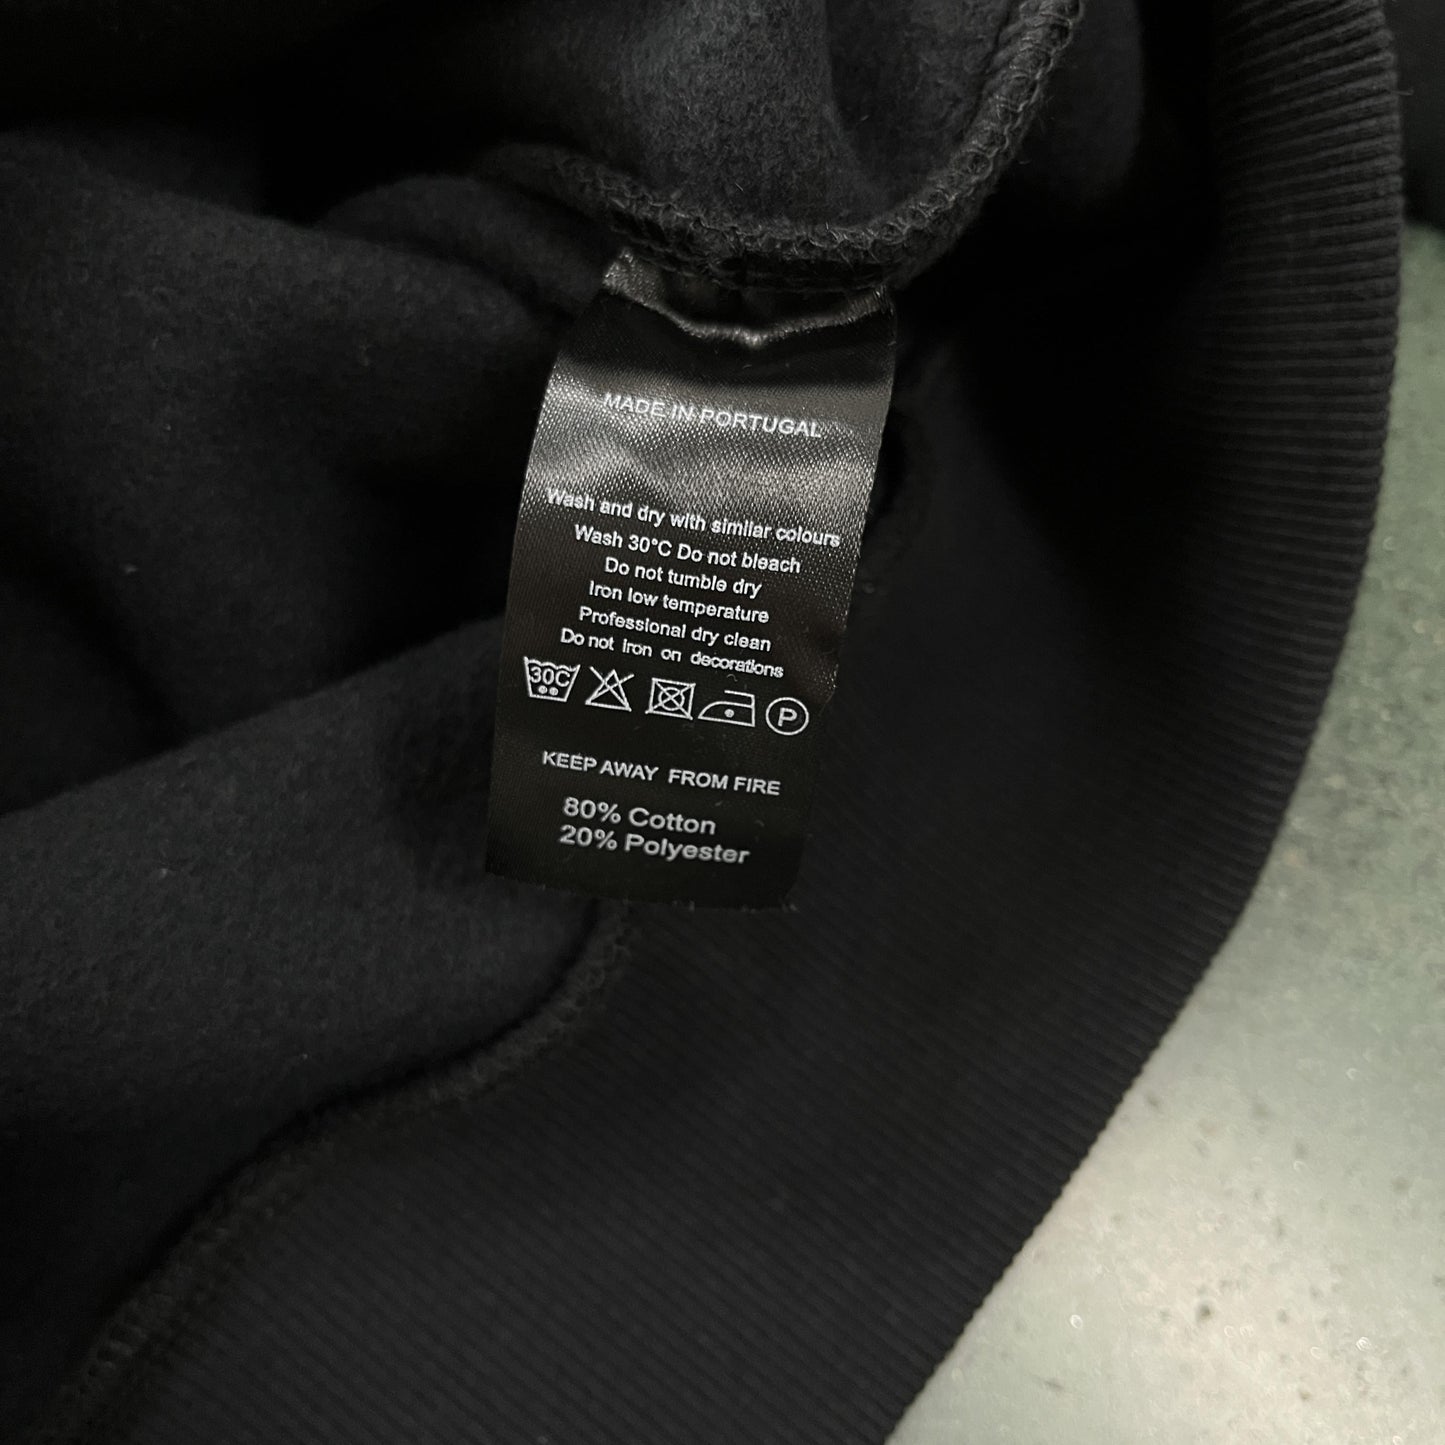 MADE IN PORTUGAL
Wash and dry with similar colours
Wash 30°C Do not bleach
Do not tumble dry
Iron low temperature
Professional dry clean
Do not iron on decorations
30C P
KEEP AWAY FROM FIRE
80% Cotton
20% Polyester